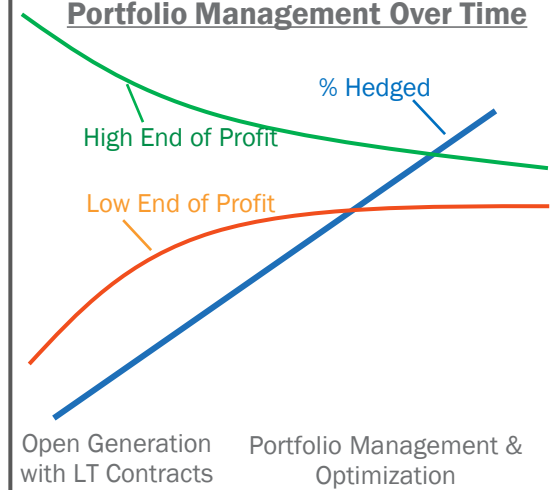 Portfolio Management Over Time
% Hedged
High End of Profit
Low End of Profit
Open Generation
with LT Contracts
Portfolio Management &
Optimization